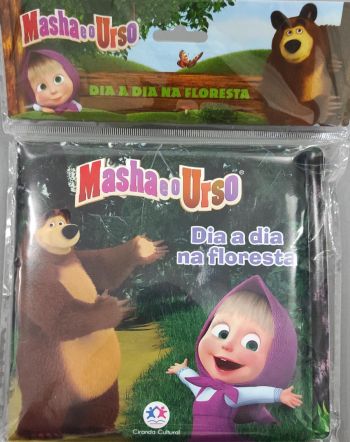 Masha e o Urso
DIA A DIA NA FLORESTA
Masha e o Urso®
Dia a dia
na floresta
Ciranda Cultural